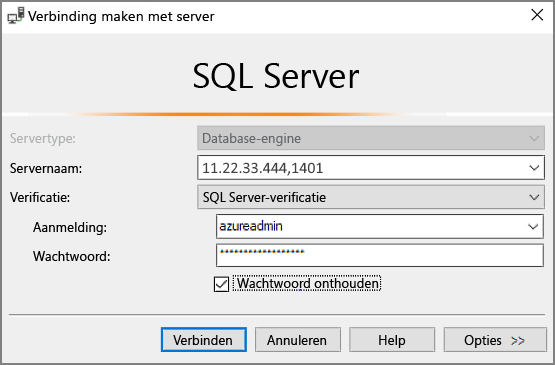 Verbinding maken met server
SQL Server
Servertype: Database-engine
Servernaam: 11.22.33.444,1401
Verificatie: SQL Server-verificatie
Aanmelding: azureadmin
Wachtwoord: ******************
Wachtwoord onthouden
Verbinden Annuleren Help Opties >>